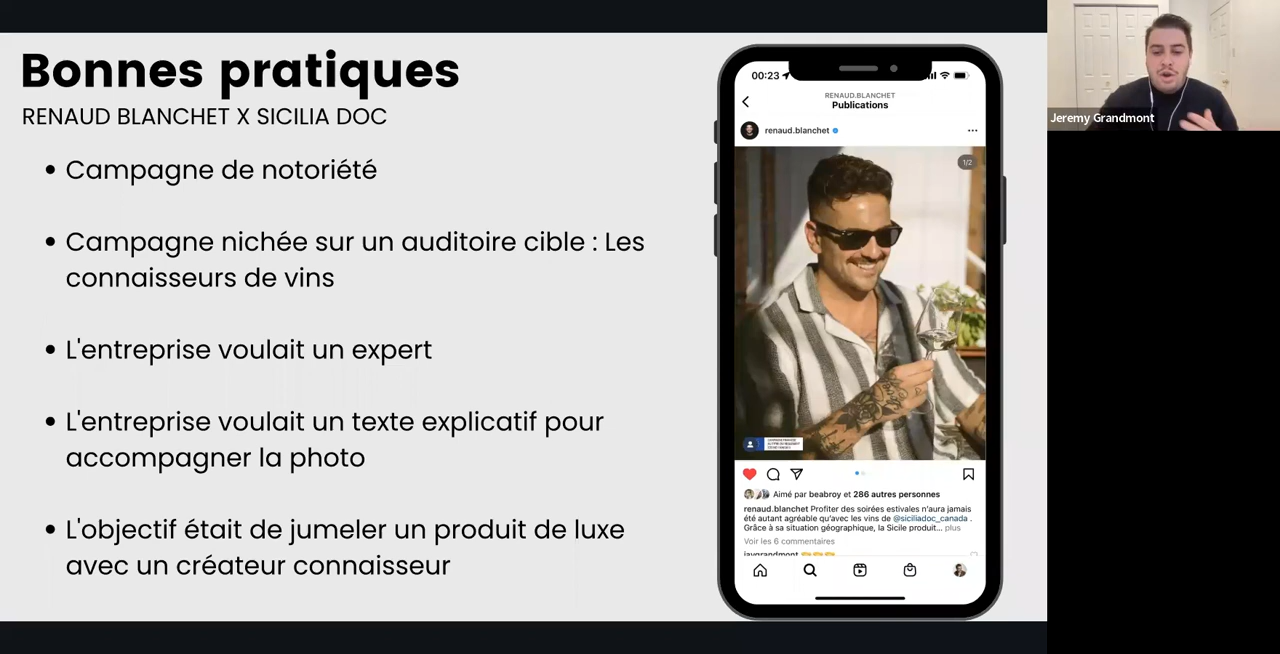 Bonnes pratiques
RENAUD BLANCHET X SICILIA DOC
• Campagne de notoriété
• Campagne nichée sur un auditoire cible : Les
connaisseurs de vins
• L'entreprise voulait un expert
• L'entreprise voulait un texte explicatif pour
accompagner la photo
• L'objectif était de jumeler un produit de luxe
avec un créateur connaisseur
00:23
RENAUD.BLANCHET
Publications
renaud.blanchet
1/2
Aimé par beabroy et 286 autres personnes
renaud.blanchet Profiter des soirées estivales n'aura jamais
été autant agréable qu'avec les vins de @siciliadoc_canada .
Grâce à sa situation géographique, la Sicile produit... plus
Voir les 6 commentaires
jaygrandmont
Jeremy Grandmont